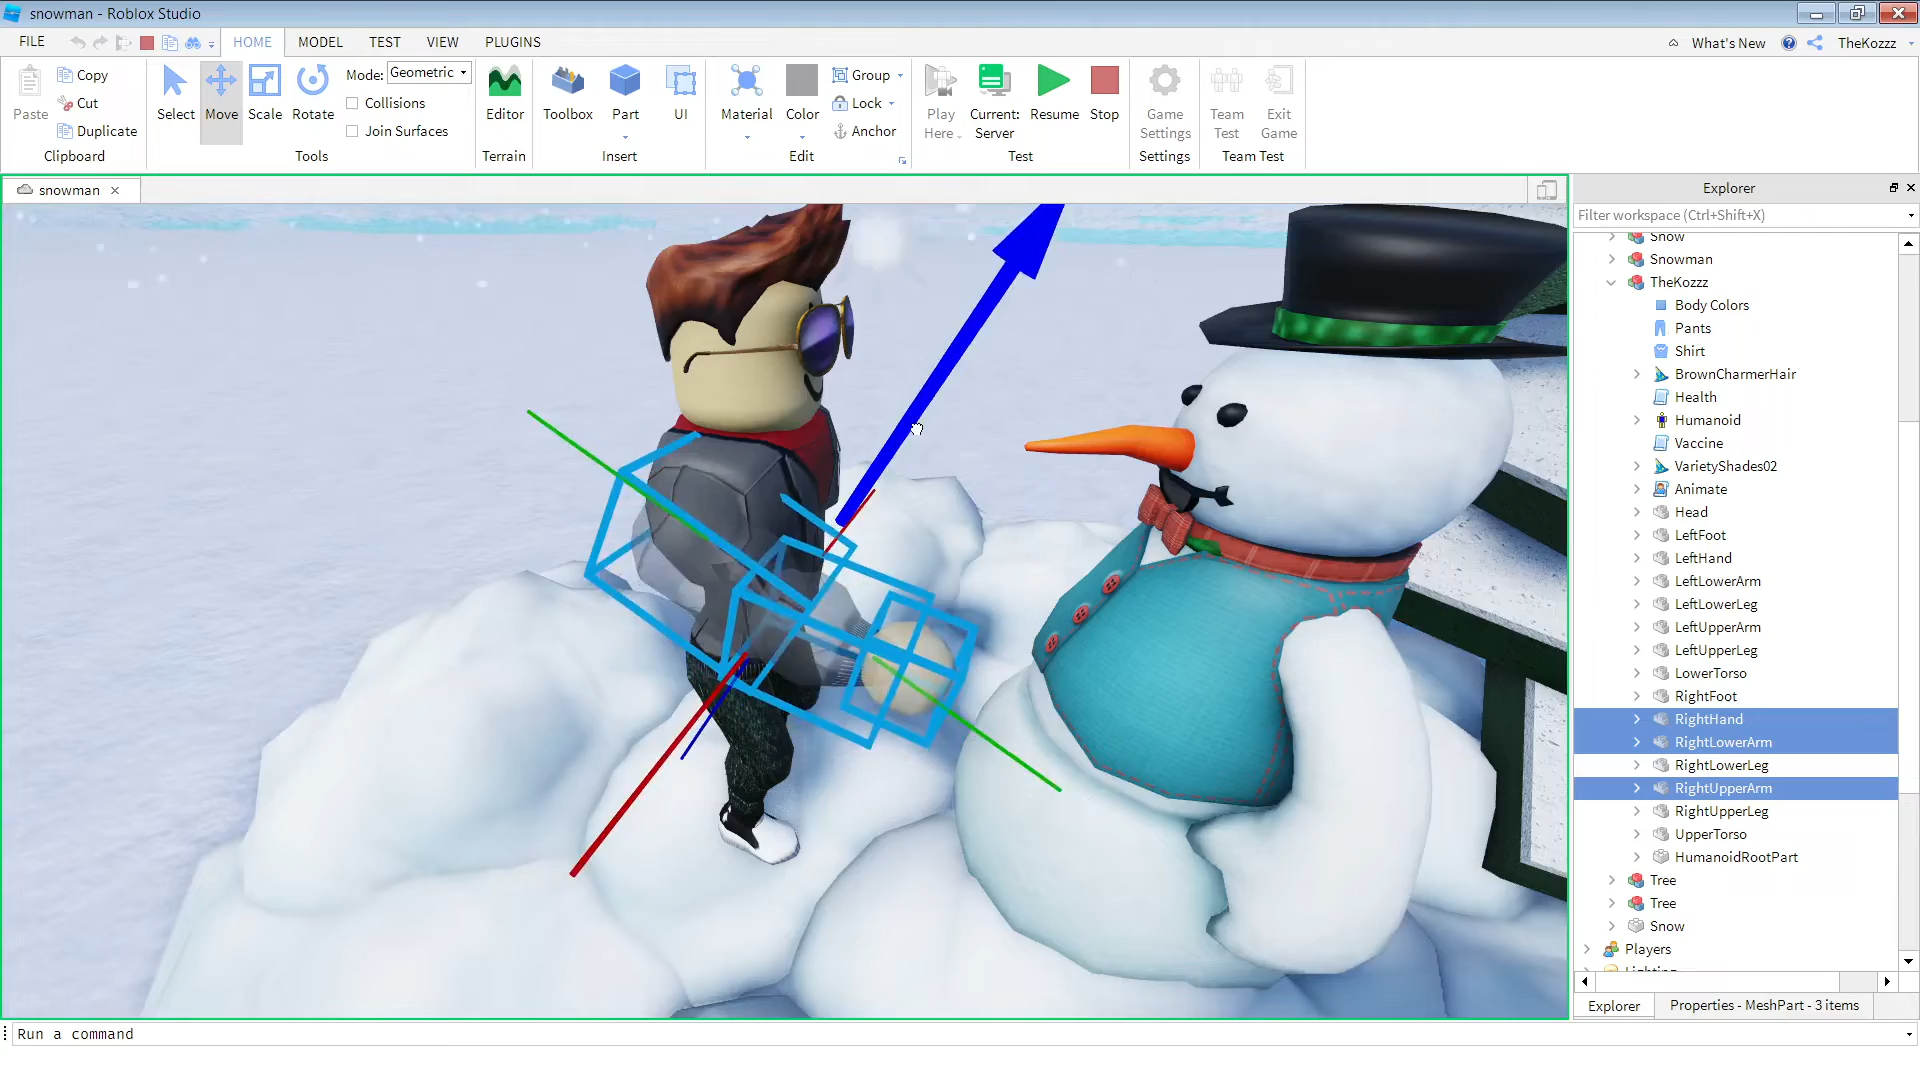 snowman - Roblox Studio
FILE HOME MODEL TEST VIEW PLUGINS What's New TheKozzz
Paste
Copy
Cut
Duplicate
Clipboard
Select Move Scale Rotate
Mode: Geometric
Collisions
Join Surfaces
Tools
Editor
Terrain
Toolbox Part UI
Insert
Material Color
Group
Lock
Anchor
Edit
Play Here
Current: Server
Resume Stop
Test
Game Settings
Settings
Team Test
Exit Game
Team Test
snowman
Explorer
Filter workspace (Ctrl+Shift+X)
Snow
Snowman
TheKozzz
Body Colors
Pants
Shirt
BrownCharmerHair
Health
Humanoid
Vaccine
VarietyShades02
Animate
Head
LeftFoot
LeftHand
LeftLowerArm
LeftLowerLeg
LeftUpperArm
LeftUpperLeg
LowerTorso
RightFoot
RightHand
RightLowerArm
RightLowerLeg
RightUpperArm
RightUpperLeg
UpperTorso
HumanoidRootPart
Tree
Tree
Snow
Players
Lighting
Explorer Properties - MeshPart - 3 items
Run a command